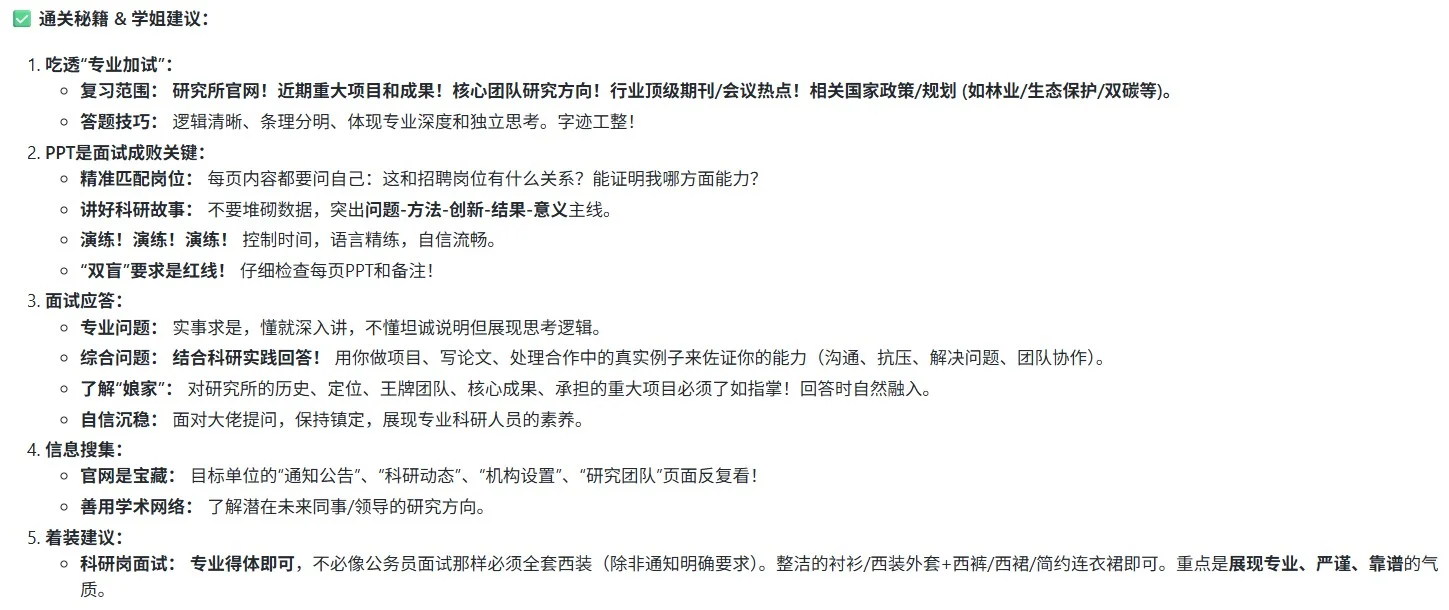 ✅ 通关秘籍 & 学姐建议：
1. 吃透“专业加试”：
○ 复习范围： 研究所官网！近期重大项目和成果！核心团队研究方向！行业顶级期刊/会议热点！相关国家政策/规划 (如林业/生态保护/双碳等)。
○ 答题技巧： 逻辑清晰、条理分明、体现专业深度和独立思考。字迹工整！
2. PPT是面试成败关键：
○ 精准匹配岗位： 每页内容都要问自己：这和招聘岗位有什么关系？能证明我哪方面能力？
○ 讲好科研故事： 不要堆砌数据，突出问题-方法-创新-结果-意义主线。
○ 演练！演练！演练！ 控制时间，语言精练，自信流畅。
○ “双盲”要求是红线！ 仔细检查每页PPT和备注！
3. 面试应答：
○ 专业问题： 实事求是，懂就深入讲，不懂坦诚说明但展现思考逻辑。
○ 综合问题： 结合科研实践回答！ 用你做项目、写论文、处理合作中的真实例子来佐证你的能力（沟通、抗压、解决问题、团队协作）。
○ 了解“娘家”： 对研究所的历史、定位、王牌团队、核心成果、承担的重大项目必须了如指掌！回答时自然融入。
○ 自信沉稳： 面对大佬提问，保持镇定，展现专业科研人员的素养。
4. 信息搜集：
○ 官网是宝藏： 目标单位的“通知公告”、“科研动态”、“机构设置”、“研究团队”页面反复看！
○ 善用学术网络： 了解潜在未来同事/领导的研究方向。
5. 着装建议：
○ 科研岗面试： 专业得体即可，不必像公务员面试那样必须全套西装（除非通知明确要求）。整洁的衬衫/西装外套+西裤/西裙/简约连衣裙即可。重点是展现专业、严谨、靠谱的气
质。